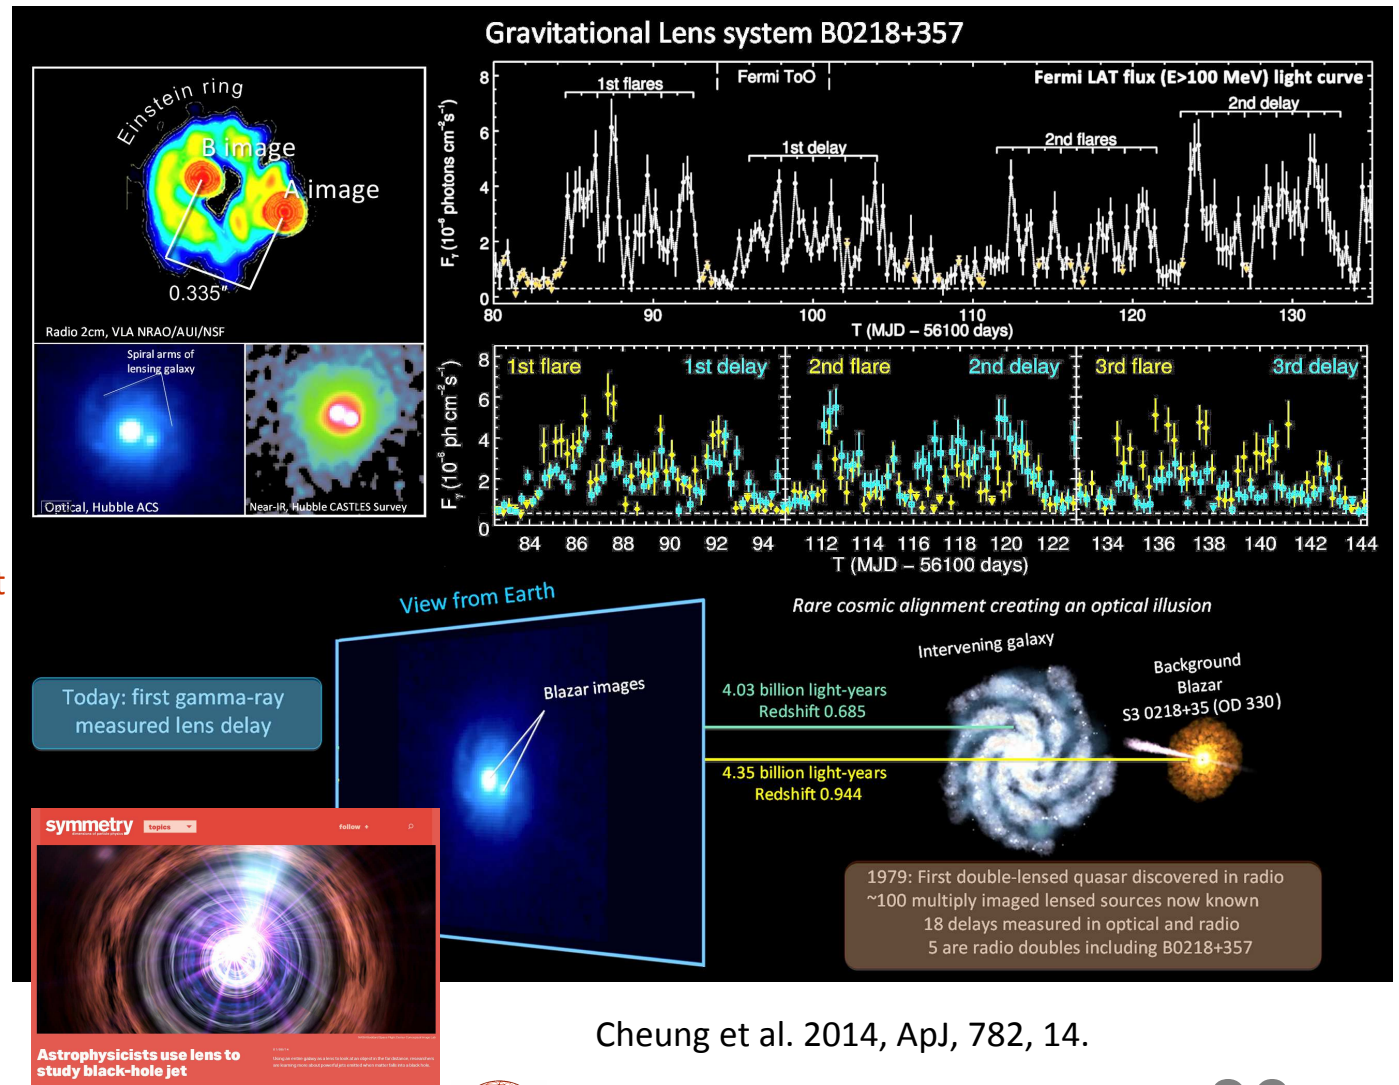 Gravitational Lens system B0218+357
Einstein ring
B image
A image
0.335"
Radio 2cm, VLA NRAO/AUI/NSF
Spiral arms of
lensing galaxy
Optical, Hubble ACS
Near-IR, Hubble CASTLES Survey
1st flares
Fermi ToO
Fermi LAT flux (E>100 MeV) light curve
1st delay
2nd flares
2nd delay
Fγ (10⁻⁶ photons cm⁻²s⁻¹)
8
6
4
2
0
80 90 100 110 120 130
T (MJD – 56100 days)
1st flare 1st delay 2nd flare 2nd delay 3rd flare 3rd delay
Fγ (10⁻⁶ ph cm⁻²s⁻¹)
8
6
4
2
0
84 86 88 90 92 94 112 114 116 118 120 122 134 136 138 140 142 144
T (MJD – 56100 days)
t
View from Earth
Rare cosmic alignment creating an optical illusion
Today: first gamma-ray
measured lens delay
Blazar images
4.03 billion light-years
Redshift 0.685
4.35 billion light-years
Redshift 0.944
Intervening galaxy
Background
Blazar
S3 0218+35 (OD 330)
1979: First double-lensed quasar discovered in radio
~100 multiply imaged lensed sources now known
18 delays measured in optical and radio
5 are radio doubles including B0218+357
symmetry
topics
follow +
Astrophysicists use lens to
study black-hole jet
Cheung et al. 2014, ApJ, 782, 14.